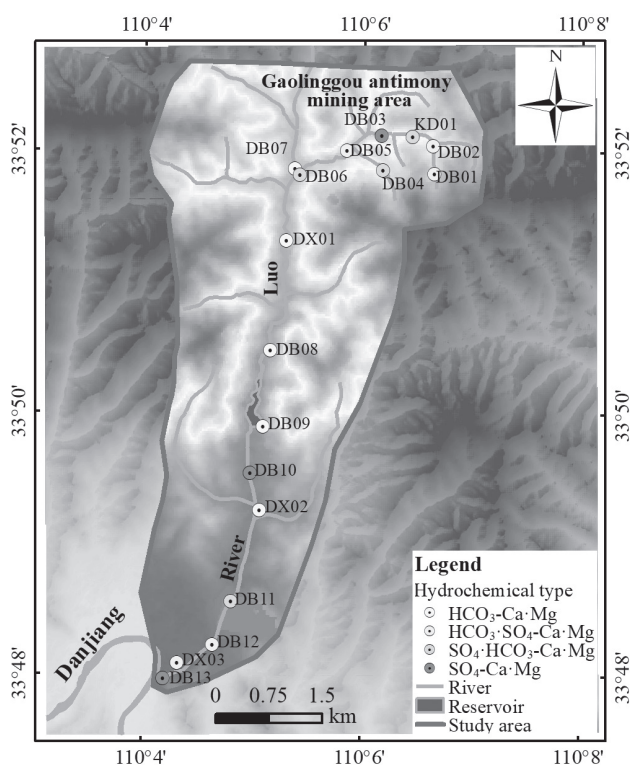 110°4' 110°6' 110°8'
N
Gaolinggou antimony
mining area
DB03
KD01
DB07
DB05
DB02
DB06
DB04
DB01
33°52'
33°52'
DX01
Luo
DB08
33°50'
33°50'
DB09
DB10
DX02
River
DB11
DB12
Danjiang
DX03
DB13
33°48'
33°48'
0 0.75 1.5
km
Legend
Hydrochemical type
HCO₃-Ca·Mg
HCO₃·SO₄-Ca·Mg
SO₄·HCO₃-Ca·Mg
SO₄-Ca·Mg
River
Reservoir
Study area
110°4' 110°6' 110°8'